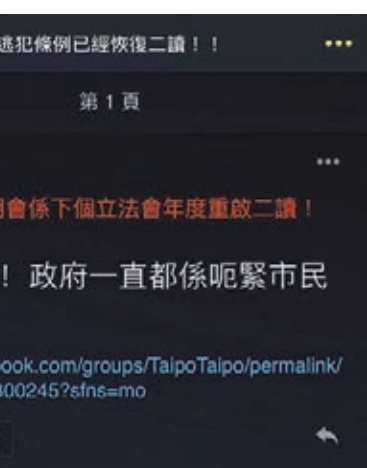 逃犯條例已經恢復二讀！！
第 1 頁
會係下個立法會年度重啟二讀！
！ 政府一直都係呃緊市民
ook.com/groups/TaipoTaipo/permalink/
300245?sfns=mo